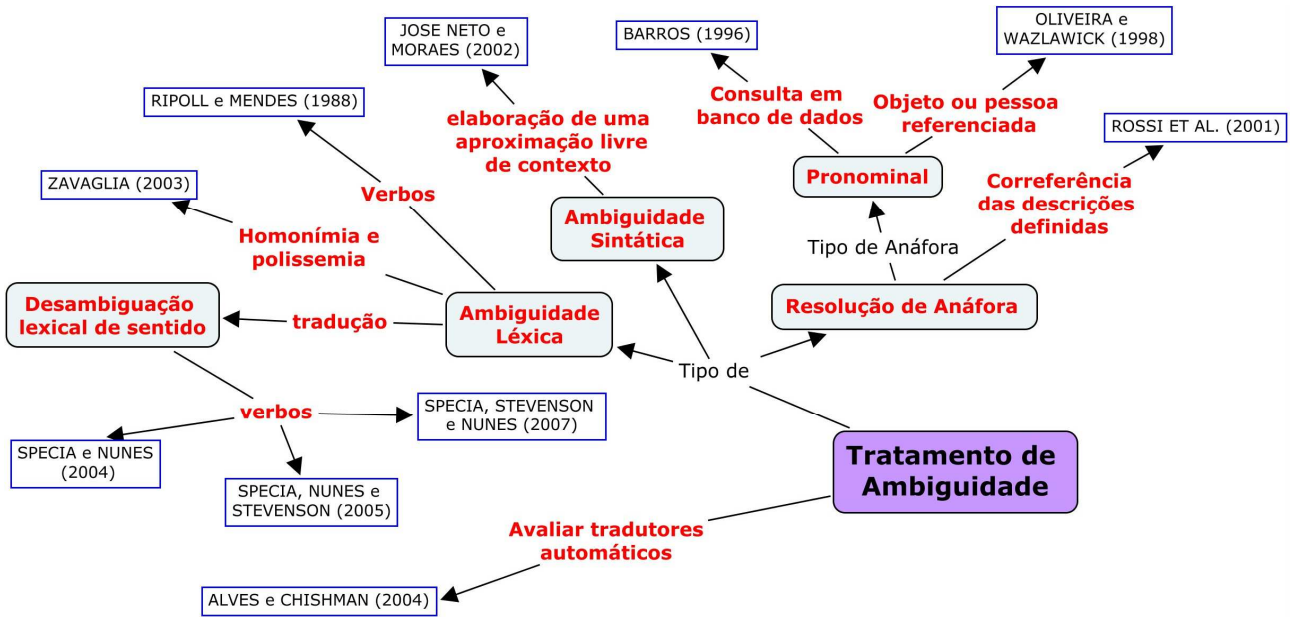 JOSE NETO e
MORAES (2002)
BARROS (1996)
OLIVEIRA e
WAZLAWICK (1998)
RIPOLL e MENDES (1988)
elaboração de uma
aproximação livre
de contexto
Consulta em
banco de dados
Objeto ou pessoa
referenciada
ROSSI ET AL. (2001)
ZAVAGLIA (2003)
Verbos
Pronominal
Correferência
das descrições
definidas
Homonímia e
polissemia
Ambiguidade
Sintática
Tipo de Anáfora
Desambiguação
lexical de sentido
tradução
Ambiguidade
Léxica
Resolução de Anáfora
Tipo de
verbos
SPECIA, STEVENSON
e NUNES (2007)
SPECIA e NUNES
(2004)
SPECIA, NUNES e
STEVENSON (2005)
Tratamento de
Ambiguidade
Avaliar tradutores
automáticos
ALVES e CHISHMAN (2004)